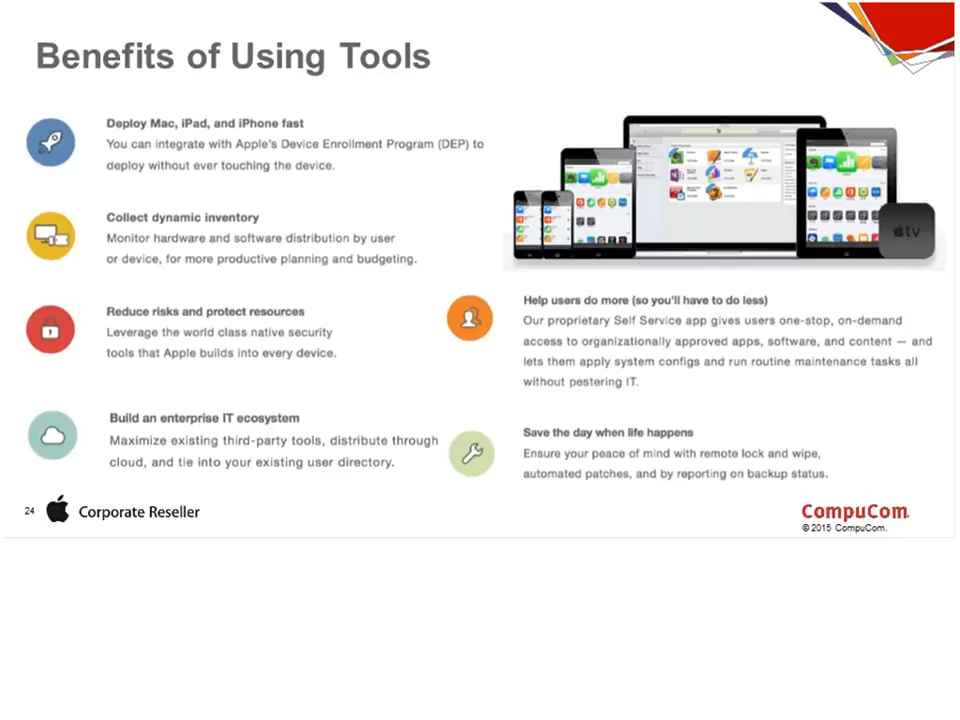 Benefits of Using Tools
Deploy Mac, iPad, and iPhone fast
You can integrate with Apple's Device Enrollment Program (DEP) to
deploy without ever touching the device.
Collect dynamic inventory
Monitor hardware and software distribution by user
or device, for more productive planning and budgeting.
Reduce risks and protect resources
Leverage the world class native security
tools that Apple builds into every device.
Build an enterprise IT ecosystem
Maximize existing third-party tools, distribute through
cloud, and tie into your existing user directory.
tv
Help users do more (so you'll have to do less)
Our proprietary Self Service app gives users one-stop, on-demand
access to organizationally approved apps, software, and content — and
lets them apply system configs and run routine maintenance tasks all
without pestering IT.
Save the day when life happens
Ensure your peace of mind with remote lock and wipe,
automated patches, and by reporting on backup status.
24
Corporate Reseller
CompuCom.
© 2015 CompuCom.